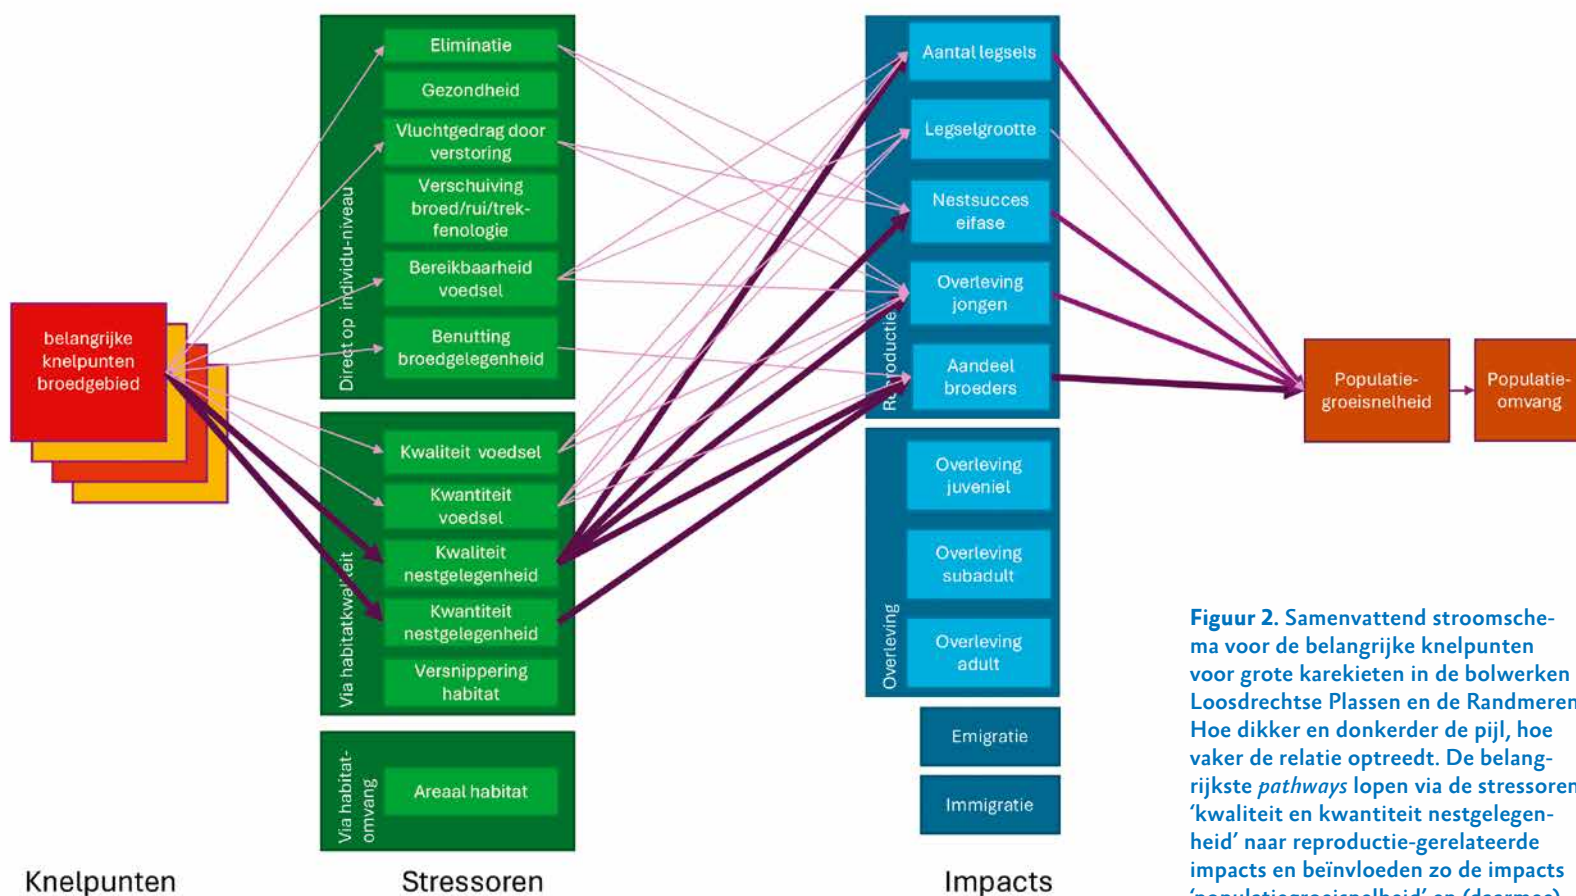 belangrijke
knelpunten
broedgebied
Knelpunten
Direct op individu-niveau
Eliminatie
Gezondheid
Vluchtgedrag door
verstoring
Verschuiving
broed/rui/trek-
fenologie
Bereikbaarheid
voedsel
Benutting
broedgelegenheid
Via habitatkwaliteit
Kwaliteit voedsel
Kwantiteit
voedsel
Kwaliteit
nestgelegenheid
Kwantiteit
nestgelegenheid
Versnippering
habitat
Via habitat-
omvang
Areaal habitat
Stressoren
Reproductie
Aantal legsels
Legselgrootte
Nestsucces
eifase
Overleving
jongen
Aandeel
broeders
Overleving
Overleving
juveniel
Overleving
subadult
Overleving
adult
Emigratie
Immigratie
Impacts
Populatie-
groeisnelheid
Populatie-
omvang
Figuur 2. Samenvattend stroomsche-
ma voor de belangrijke knelpunten
voor grote karekieten in de bolwerken
Loosdrechtse Plassen en de Randmeren
Hoe dikker en donkerder de pijl, hoe
vaker de relatie optreedt. De belang-
rijkste pathways lopen via de stressoren
‘kwaliteit en kwantiteit nestgelegen-
heid’ naar reproductie-gerelateerde
impacts en beïnvloeden zo de impacts
‘populatiegroeisnelheid’ en (daarmee)